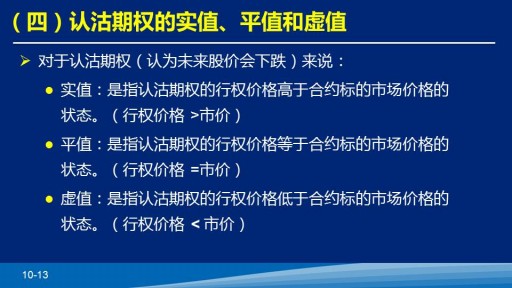 （四）认沽期权的实值、平值和虚值
对于认沽期权（认为未来股价会下跌）来说：
实值：是指认沽期权的行权价格高于合约标的市场价格的
状态。（行权价格 >市价）
平值：是指认沽期权的行权价格等于合约标的市场价格的
状态。（行权价格 =市价）
虚值：是指认沽期权的行权价格低于合约标的市场价格的
状态。（行权价格 < 市价）
10-13